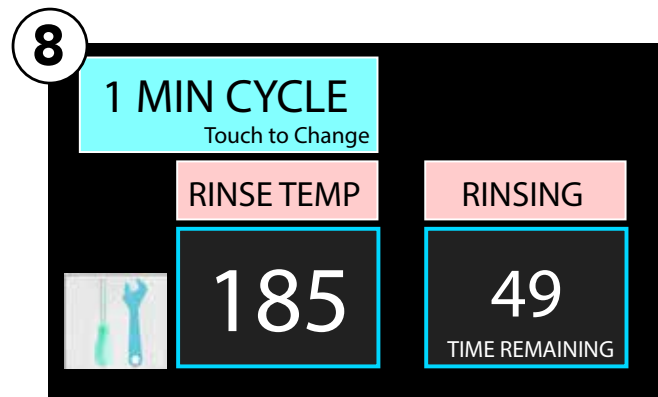 8
1 MIN CYCLE
Touch to Change
RINSE TEMP
RINSING
185
49
TIME REMAINING